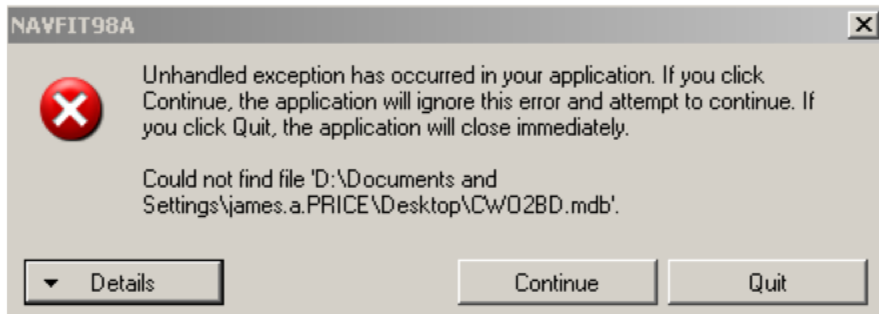 NAVFIT98A
Unhandled exception has occurred in your application. If you click
Continue, the application will ignore this error and attempt to continue. If
you click Quit, the application will close immediately.
Could not find file 'D:\Documents and
Settings\james.a.PRICE\Desktop\CWO2BD.mdb'.
Details
Continue
Quit